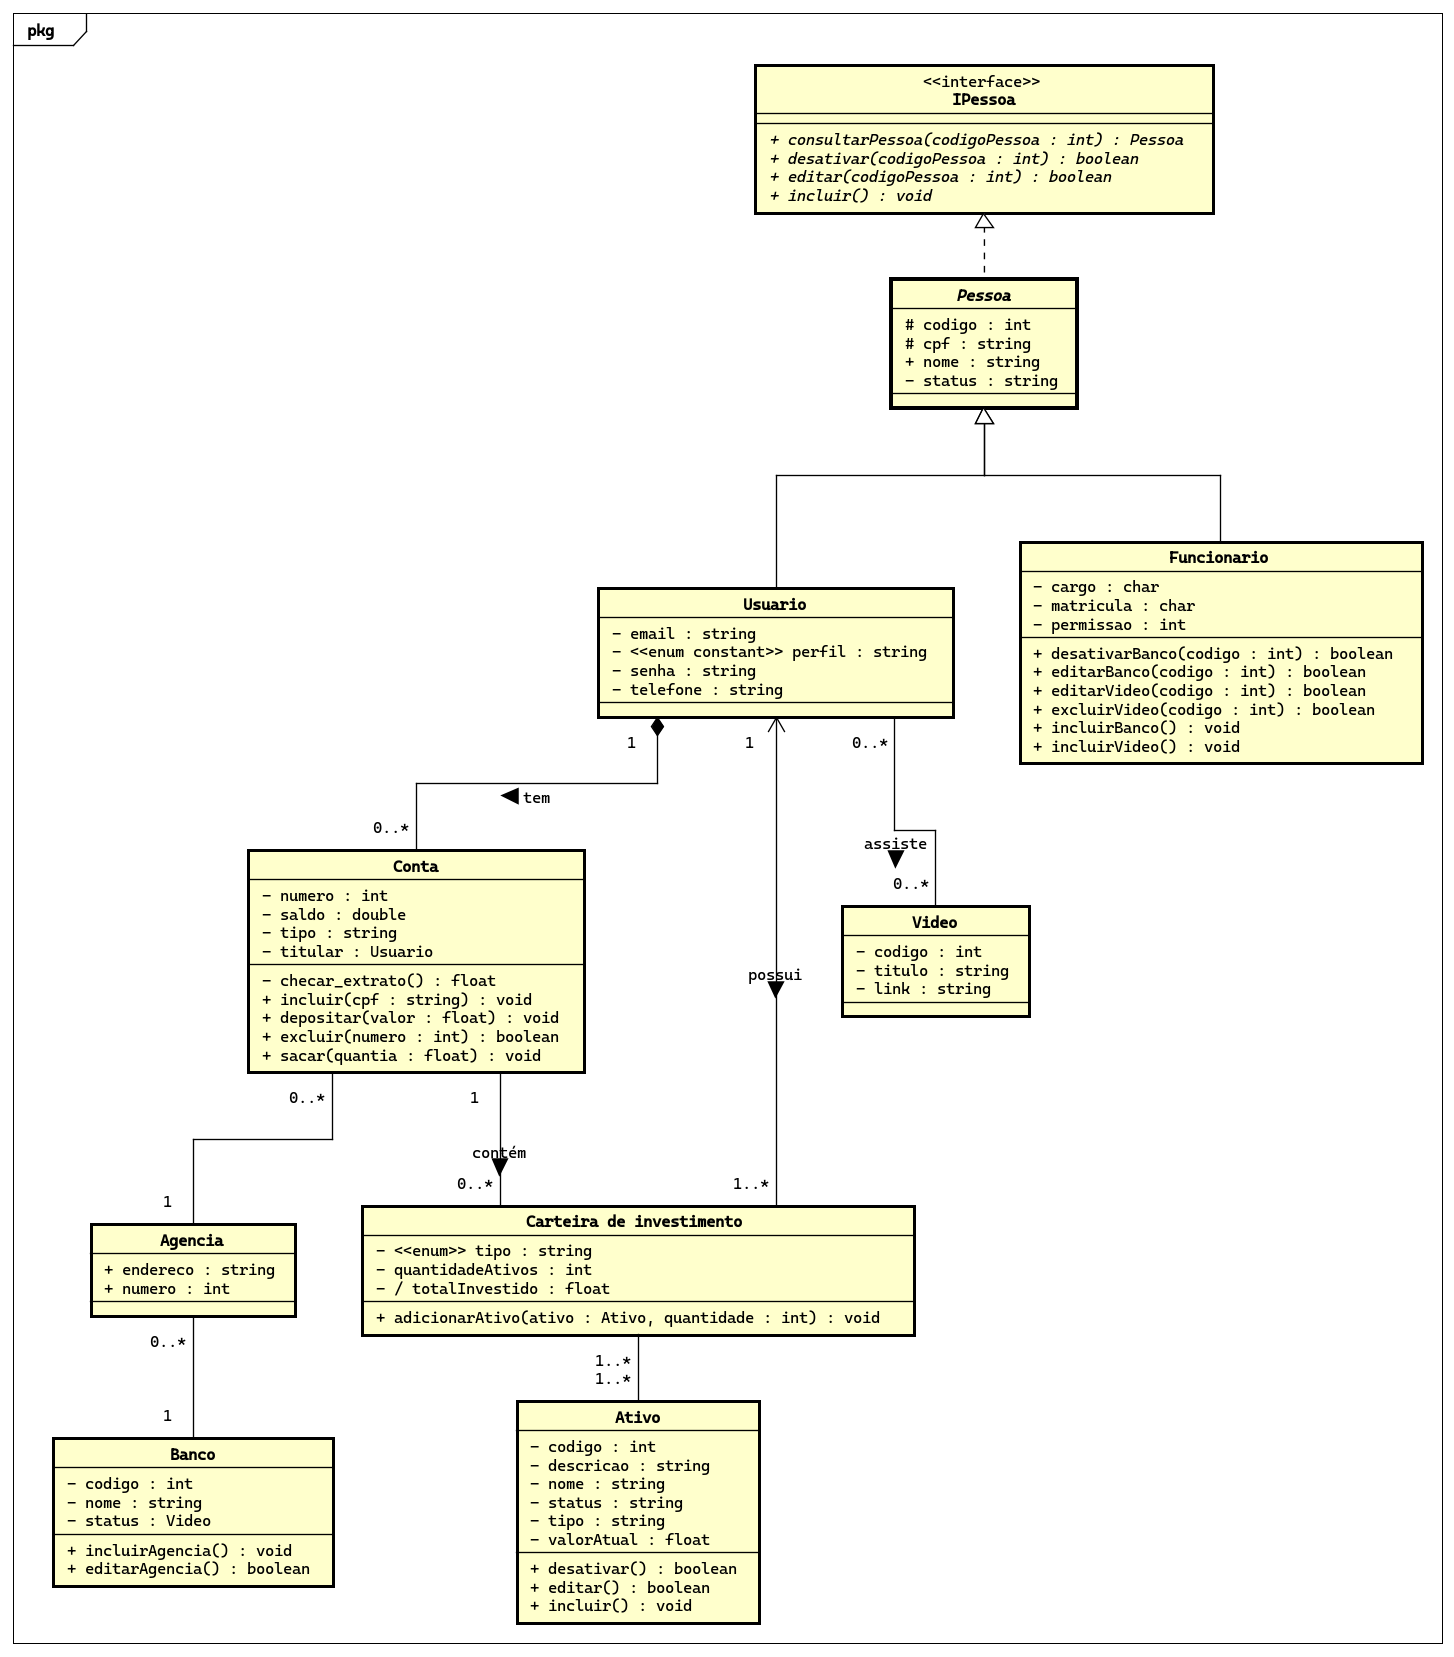 pkg
<<interface>>
IPessoa
+ consultarPessoa(codigoPessoa : int) : Pessoa
+ desativar(codigoPessoa : int) : boolean
+ editar(codigoPessoa : int) : boolean
+ incluir() : void
Pessoa
# codigo : int
# cpf : string
+ nome : string
− status : string
Funcionario
− cargo : char
− matricula : char
− permissao : int
+ desativarBanco(codigo : int) : boolean
+ editarBanco(codigo : int) : boolean
+ editarVideo(codigo : int) : boolean
+ excluirVideo(codigo : int) : boolean
+ incluirBanco() : void
+ incluirVideo() : void
Usuario
− email : string
− <<enum constant>> perfil : string
− senha : string
− telefone : string
1
1
0..*
tem
0..*
assiste
0..*
Conta
− numero : int
− saldo : double
− tipo : string
− titular : Usuario
− checar_extrato() : float
+ incluir(cpf : string) : void
+ depositar(valor : float) : void
+ excluir(numero : int) : boolean
+ sacar(quantia : float) : void
Video
− codigo : int
− titulo : string
− link : string
possui
0..*
1
contém
0..*
1..*
1
Agencia
+ endereco : string
+ numero : int
Carteira de investimento
− <<enum>> tipo : string
− quantidadeAtivos : int
− / totalInvestido : float
+ adicionarAtivo(ativo : Ativo, quantidade : int) : void
0..*
1
1..*
1..*
Banco
− codigo : int
− nome : string
− status : Video
+ incluirAgencia() : void
+ editarAgencia() : boolean
Ativo
− codigo : int
− descricao : string
− nome : string
− status : string
− tipo : string
− valorAtual : float
+ desativar() : boolean
+ editar() : boolean
+ incluir() : void